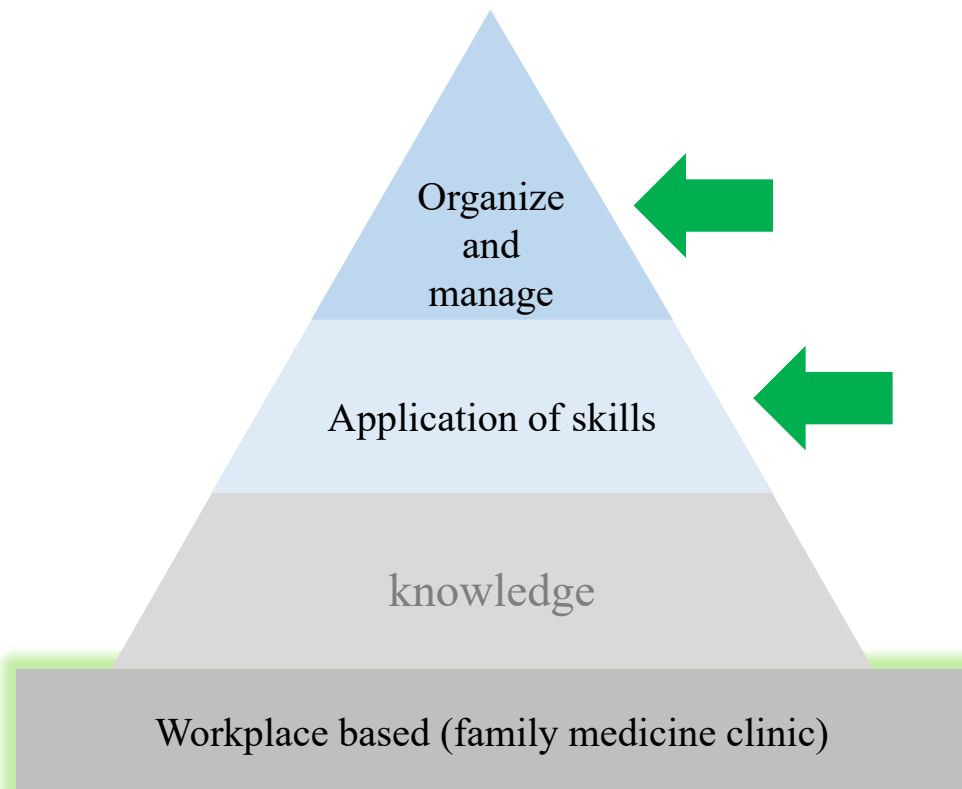 Organize
and
manage
Application of skills
knowledge
Workplace based (family medicine clinic)